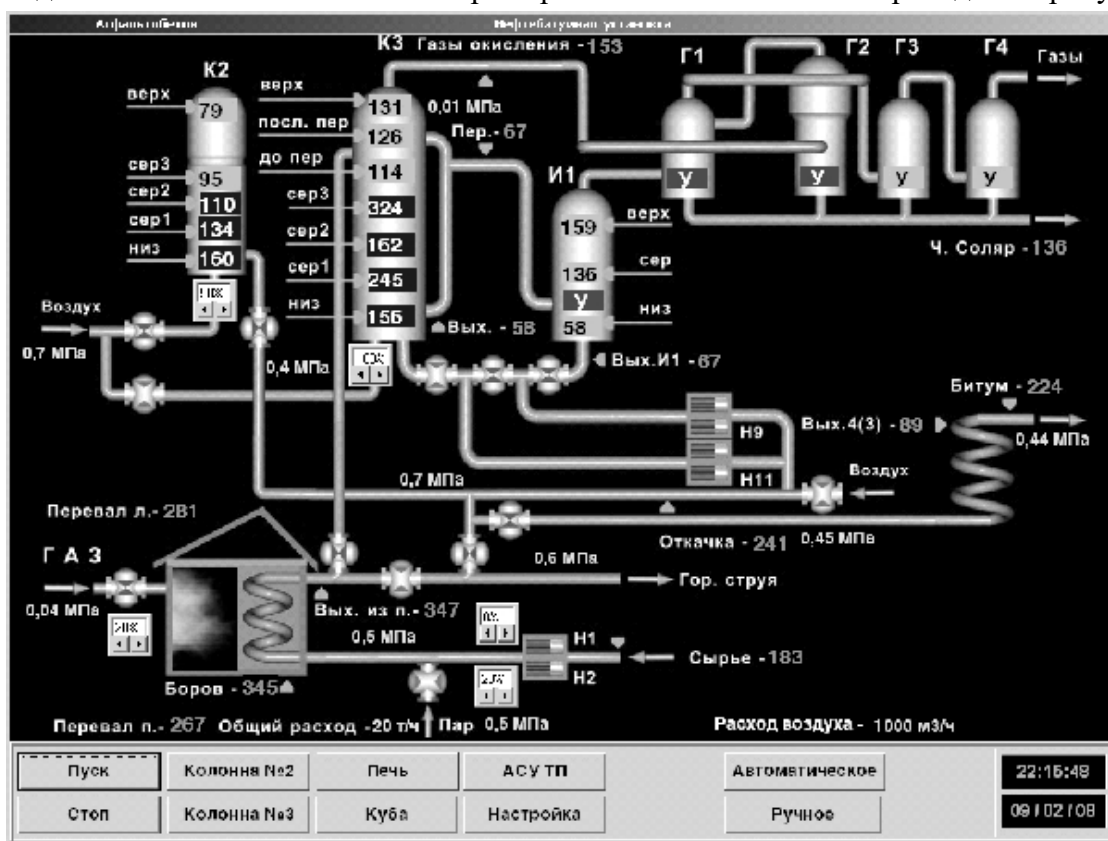 Нефтебитумная установка
К3 Газы окисления -153
Г1
Г2
Г3
Г4
Газы
К2
верх
79
верх
131
0,01 МПа
посл. пер
126
Пер.- 67
до пер
114
И1
У
У
У
У
сер3
95
сер2
110
сер1
134
низ
160
сер3
324
сер2
162
сер1
245
низ
156
159
верх
136
сер
У
58
низ
Ч. Соляр -136
Воздух
0,7 МПа
0,4 МПа
Вых. - 58
Вых.И1 -67
Битум - 224
Вых.4(3) - 89
0,44 МПа
Н9
Н11
0,7 МПа
Воздух
Перевал л.- 281
Откачка - 241
0,45 МПа
Г А З
0,6 МПа
Гор. струя
0,04 МПа
Вых. из п.- 347
0,5 МПа
0%
20%
Н1
Сырье -183
Н2
Боров - 345
Перевал п.- 267
Общий расход -20 т/ч
Пар 0,5 МПа
Расход воздуха - 1000 м3/ч
Пуск
Колонна №2
Печь
АСУ ТП
Автоматическое
22:15:48
Стоп
Колонна №3
Куба
Настройка
Ручное
09/02/08